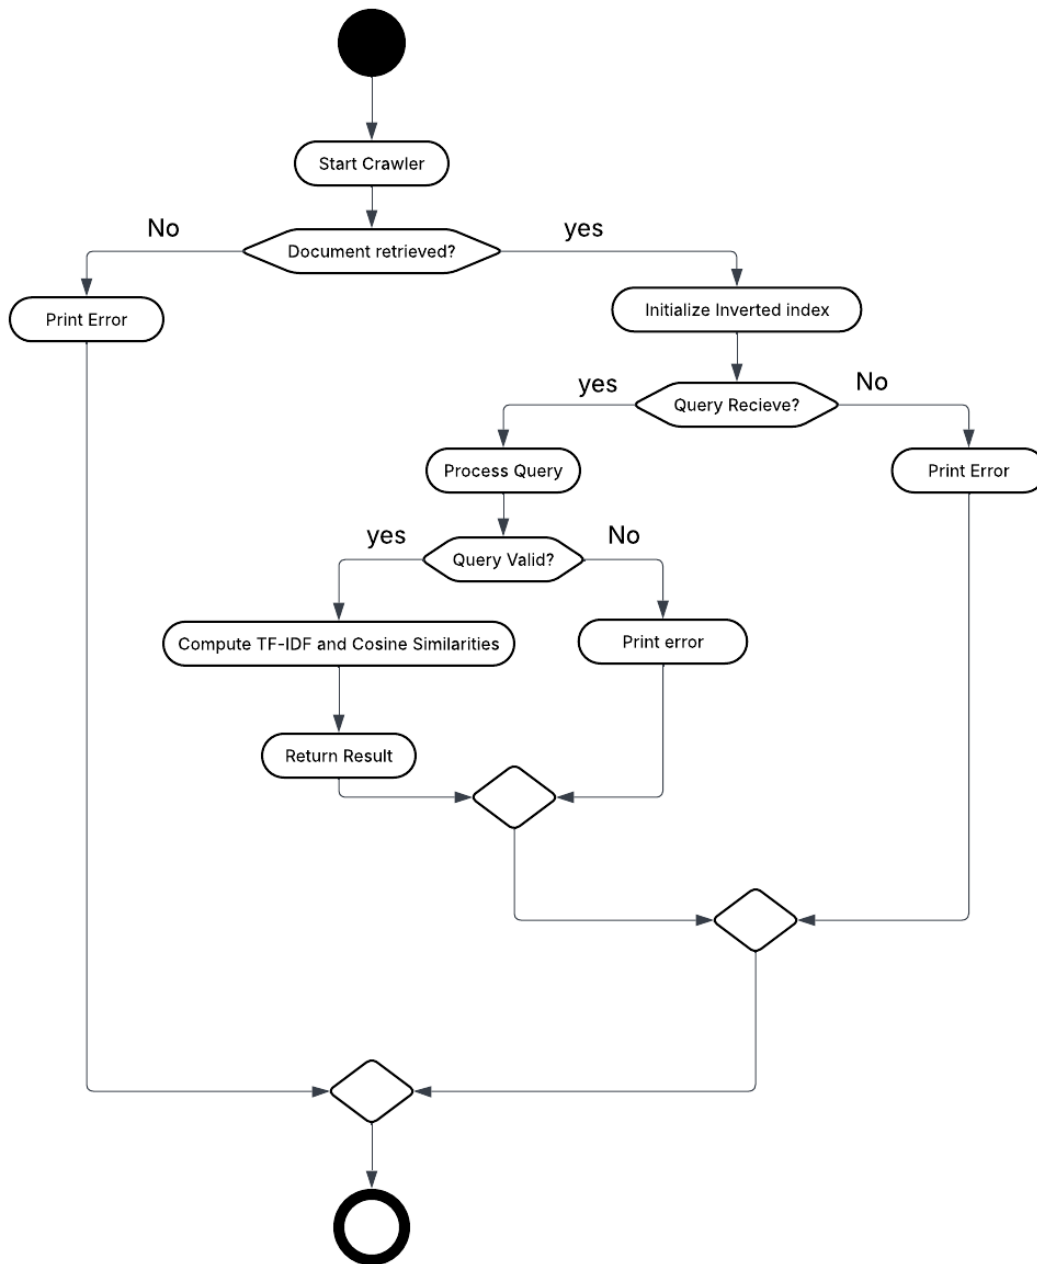 Start Crawler
No
yes
Document retrieved?
Print Error
Initialize Inverted index
yes
No
Query Recieve?
Process Query
Print Error
yes
No
Query Valid?
Compute TF-IDF and Cosine Similarities
Print error
Return Result